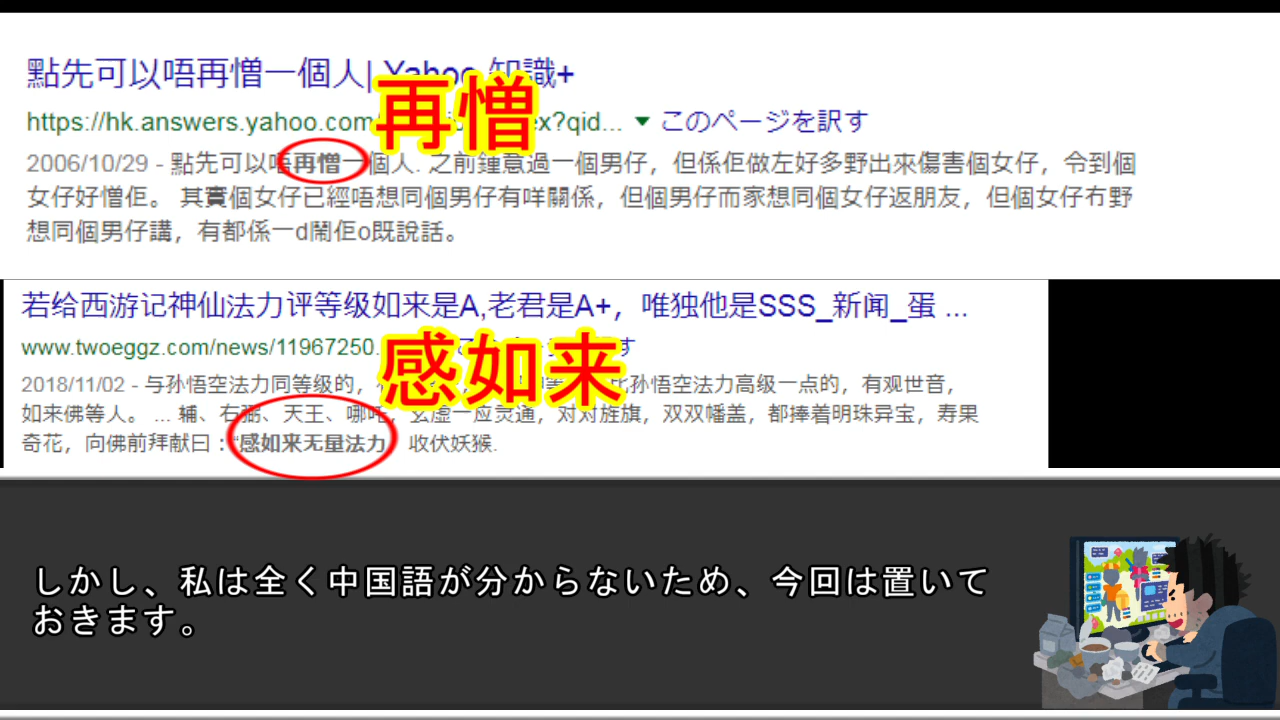 點先可以唔再憎一個人| Yahoo 知識+
再憎
https://hk.answers.yahoo.com ex?qid... ▼ このページを訳す
2006/10/29 - 點先可以唔再憎一個人. 之前鍾意過一個男仔，但係佢做左好多野出來傷害個女仔，令到個
女仔好憎佢。 其實個女仔已經唔想同個男仔有咩關係，但個男仔而家想同個女仔返朋友，但個女仔冇野
想同個男仔講，有都係一d鬧佢o既說話。
若给西游记神仙法力评等级如来是A,老君是A+，唯独他是SSS_新闻_蛋 ...
感如来
www.twoeggz.com/news/11967250. す
2018/11/02 - 与孙悟空法力同等级的， 比孙悟空法力高级一点的，有观世音，
如来佛等人。 ... 輔、右弼、天王、哪吒，玄虚一应灵通，对对旌旗，双双幡盖，都捧着明珠异宝，寿果
奇花，向佛前拜献曰：“感如来无量法力 收伏妖猴.
しかし、私は全く中国語が分からないため、今回は置いて
おきます。